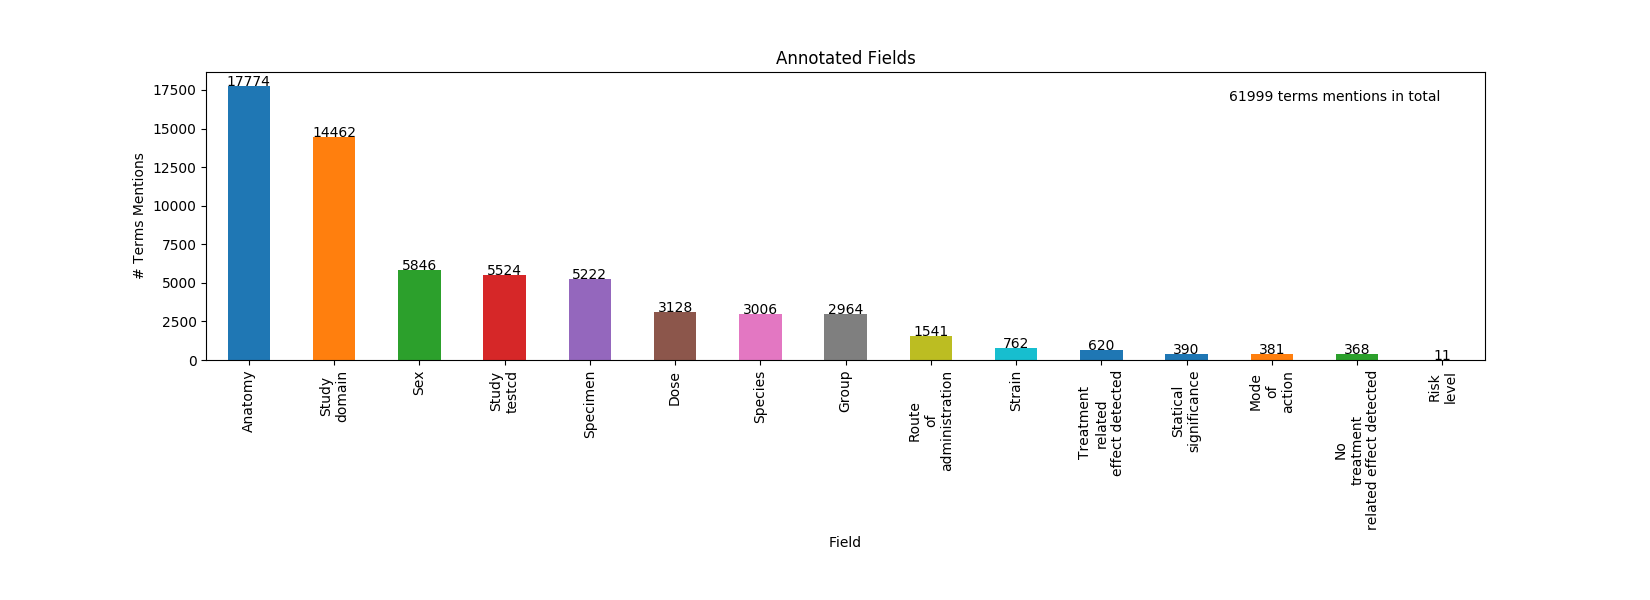 Annotated Fields
# Terms Mentions
17500
15000
12500
10000
7500
5000
2500
0
61999 terms mentions in total
17774
14462
5846
5524
5222
3128
3006
2964
1541
762
620
390
381
368
11
Anatomy
Study
domain
Sex
Study
testcd
Specimen
Dose
Species
Group
Route
of
administration
Strain
Treatment
related
effect detected
Statical
significance
Mode
of
action
No
treatment
related effect detected
Risk
level
Field